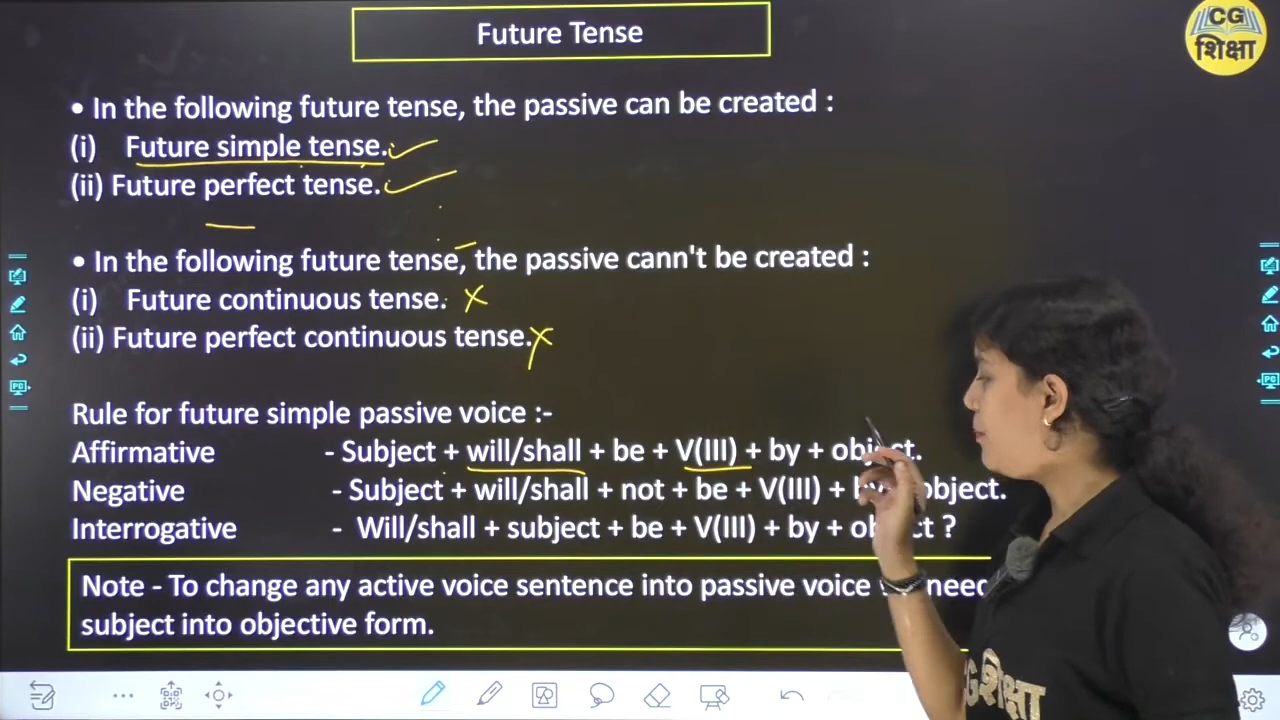 Future Tense
CG
शिक्षा
• In the following future tense, the passive can be created :
(i) Future simple tense.
(ii) Future perfect tense.
• In the following future tense, the passive cann't be created :
(i) Future continuous tense.
(ii) Future perfect continuous tense.
Rule for future simple passive voice :-
Affirmative - Subject + will/shall + be + V(III) + by + object.
Negative - Subject + will/shall + not + be + V(III) + object.
Interrogative - Will/shall + subject + be + V(III) + by + object ?
Note - To change any active voice sentence into passive voice
subject into objective form.
PC
PC
शिक्षा